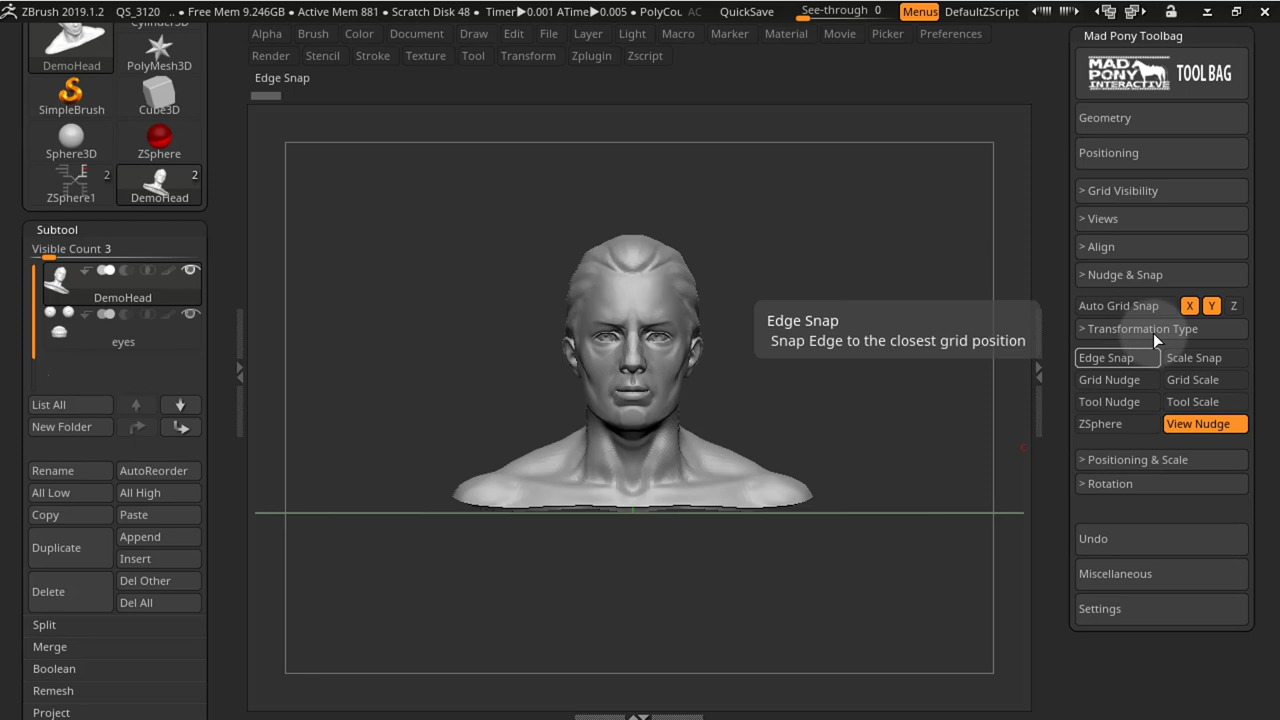 ZBrush 2019.1.2 QS_3120 .. • Free Mem 9.246GB • Active Mem 881 • Scratch Disk 48 • Timer▶0.001 ATime▶0.005 • PolyCou AC QuickSave See-through 0 Menus DefaultZScript
Alpha Brush Color Document Draw Edit File Layer Light Macro Marker Material Movie Picker Preferences
Render Stencil Stroke Texture Tool Transform Zplugin Zscript
Edge Snap
Cylinder3D
DemoHead PolyMesh3D
SimpleBrush Cube3D
Sphere3D ZSphere
2 2
ZSphere1 DemoHead
Subtool
Visible Count 3
DemoHead
eyes
List All
New Folder
Rename AutoReorder
All Low All High
Copy Paste
Duplicate Append
Insert
Delete Del Other
Del All
Split
Merge
Boolean
Remesh
Project
Edge Snap
Snap Edge to the closest grid position
Mad Pony Toolbag
MAD PONY INTERACTIVE TOOL BAG
Geometry
Positioning
> Grid Visibility
> Views
> Align
> Nudge & Snap
Auto Grid Snap X Y Z
> Transformation Type
Edge Snap Scale Snap
Grid Nudge Grid Scale
Tool Nudge Tool Scale
ZSphere View Nudge
> Positioning & Scale
> Rotation
Undo
Miscellaneous
Settings